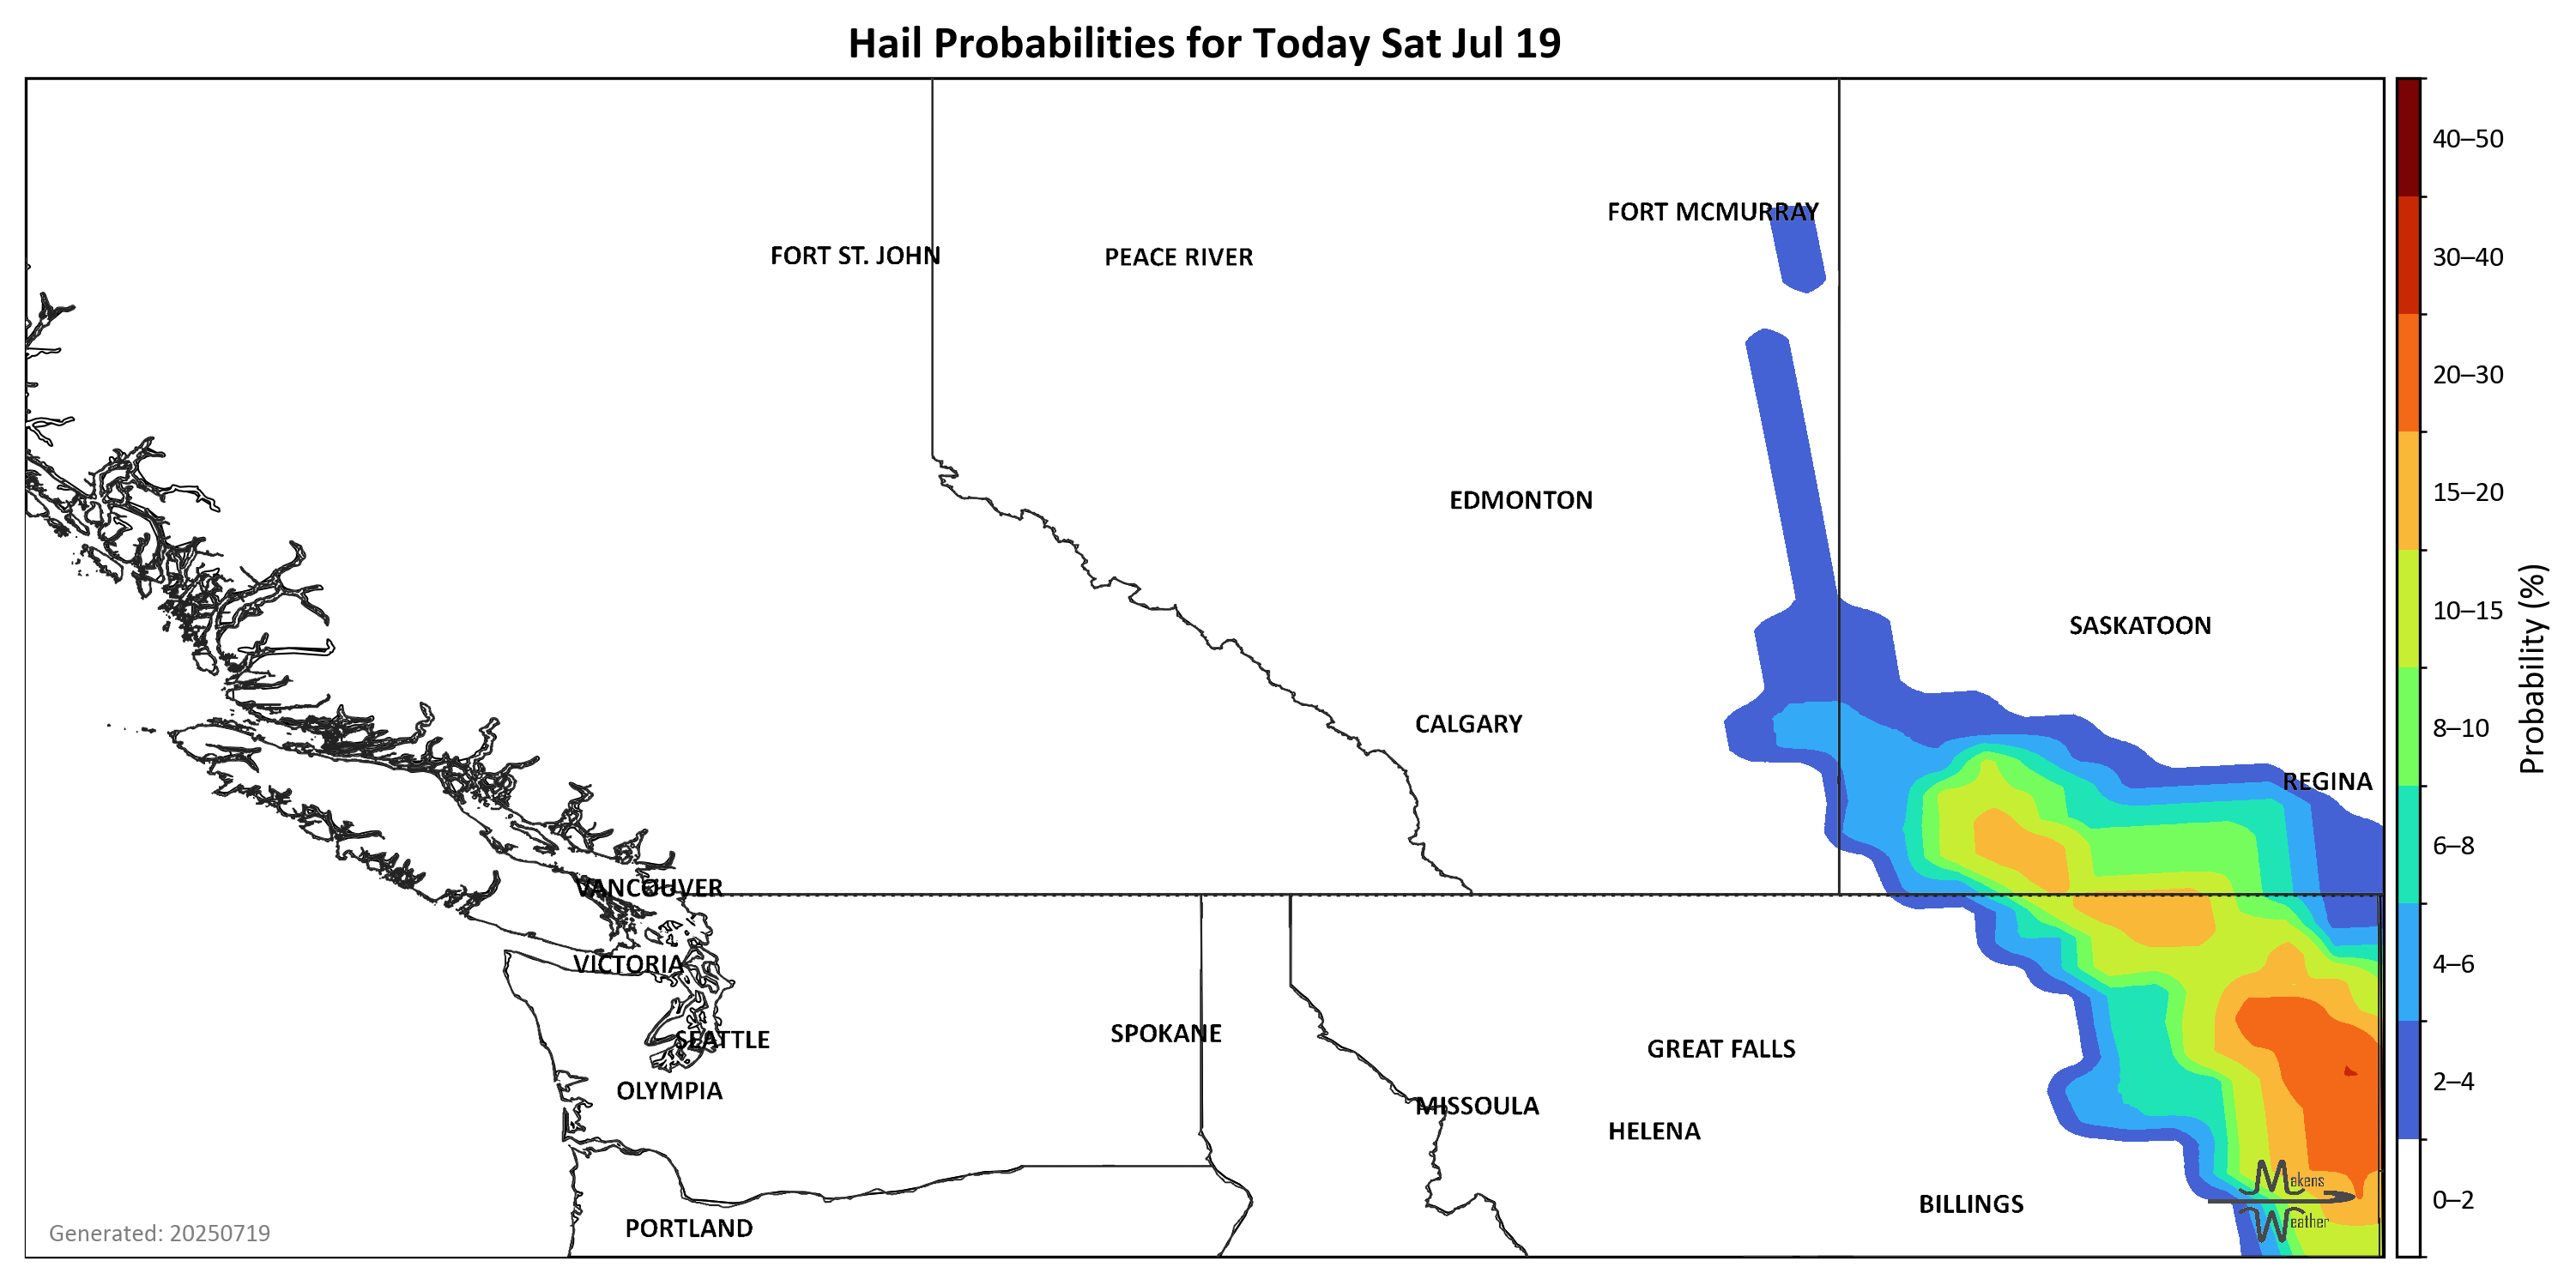 Hail Probabilities for Today Sat Jul 19
FORT MCMURRAY
FORT ST. JOHN
PEACE RIVER
EDMONTON
SASKATOON
CALGARY
REGINA
VANCOUVER
VICTORIA
SEATTLE
SPOKANE
GREAT FALLS
OLYMPIA
MISSOULA
HELENA
BILLINGS
PORTLAND
Makens
Weather
Generated: 20250719
40–50
30–40
20–30
15–20
10–15
8–10
6–8
4–6
2–4
0–2
Probability (%)